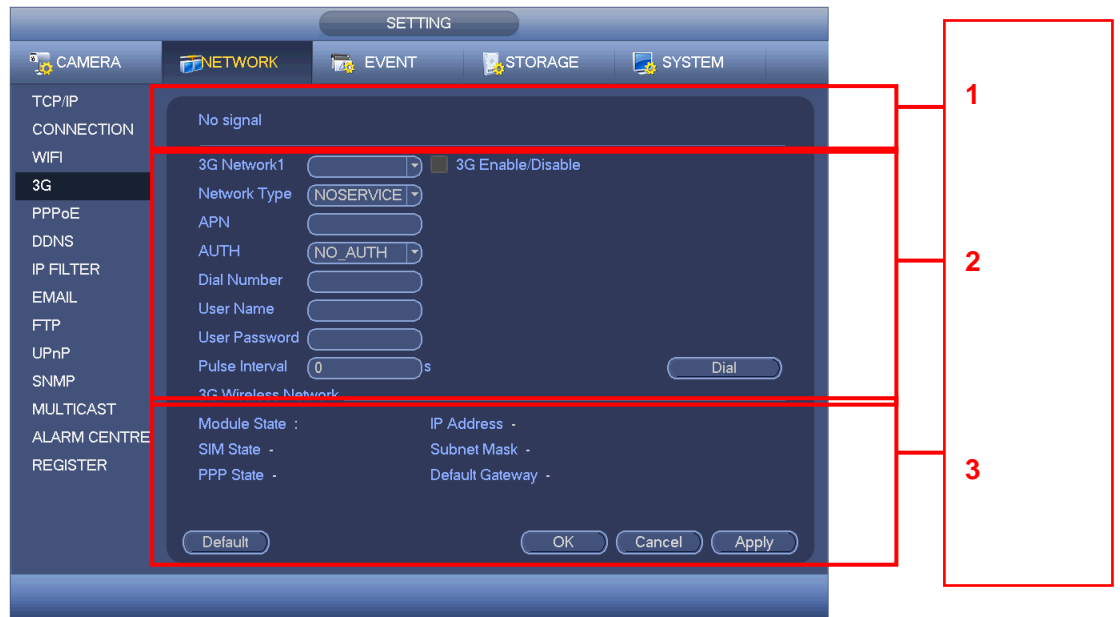 SETTING
CAMERA NETWORK EVENT STORAGE SYSTEM
TCP/IP
CONNECTION
WIFI
3G
PPPoE
DDNS
IP FILTER
EMAIL
FTP
UPnP
SNMP
MULTICAST
ALARM CENTRE
REGISTER
No signal
3G Network1 3G Enable/Disable
Network Type NOSERVICE
APN
AUTH NO_AUTH
Dial Number
User Name
User Password
Pulse Interval 0 s Dial
3G Wireless Network
Module State : IP Address -
SIM State - Subnet Mask -
PPP State - Default Gateway -
Default OK Cancel Apply
1
2
3